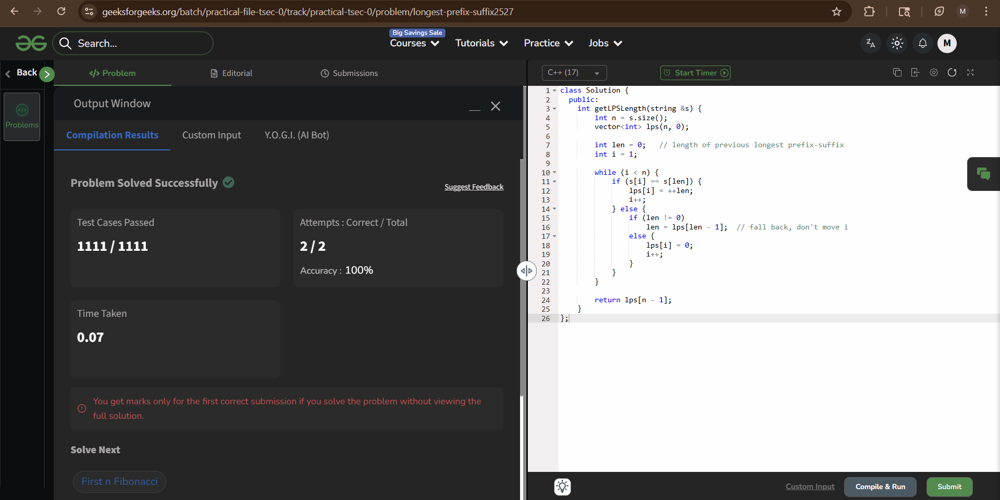 geeksforgeeks.org/batch/practical-file-tsec-0/track/practical-tsec-0/problem/longest-prefix-suffix2527
M
Search...
Big Savings Sale
Courses
Tutorials
Practice
Jobs
M
Back
Problems
</> Problem
Editorial
Submissions
Output Window
Compilation Results
Custom Input
Y.O.G.I. (AI Bot)
Problem Solved Successfully
Suggest Feedback
Test Cases Passed
1111 / 1111
Attempts : Correct / Total
2 / 2
Accuracy : 100%
Time Taken
0.07
You get marks only for the first correct submission if you solve the problem without viewing the
full solution.
Solve Next
First n Fibonacci
C++ (17)
Start Timer
1 class Solution {
2   public:
3     int getLPSLength(string &s) {
4         int n = s.size();
5         vector<int> lps(n, 0);
6
7         int len = 0;   // length of previous longest prefix-suffix
8         int i = 1;
9
10         while (i < n) {
11             if (s[i] == s[len]) {
12                 lps[i] = ++len;
13                 i++;
14             } else {
15                 if (len != 0)
16                     len = lps[len - 1];  // fall back, don't move i
17                 else {
18                     lps[i] = 0;
19                     i++;
20                 }
21             }
22         }
23
24         return lps[n - 1];
25     }
26 };
Custom Input
Compile & Run
Submit